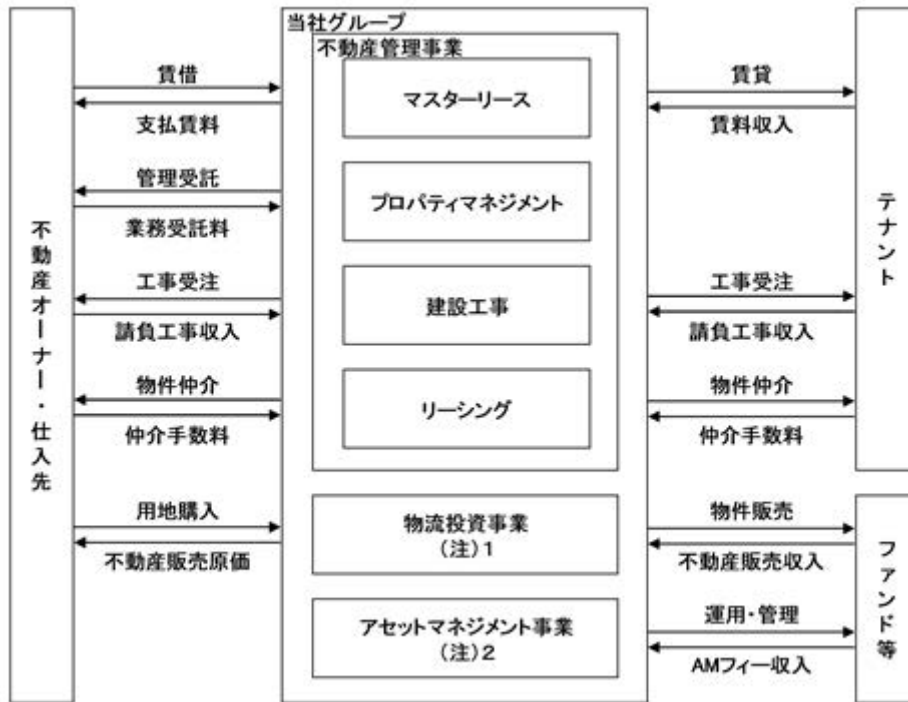 当社グループ
不動産管理事業
マスターリース
プロパティマネジメント
建設工事
リーシング
物流投資事業
(注)1
アセットマネジメント事業
(注)2
不動産オーナー・仕入先
賃借
支払賃料
管理受託
業務受託料
工事受注
請負工事収入
物件仲介
仲介手数料
用地購入
不動産販売原価
賃貸
賃料収入
工事受注
請負工事収入
物件仲介
仲介手数料
物件販売
不動産販売収入
運用・管理
AMフィー収入
テナント
ファンド等